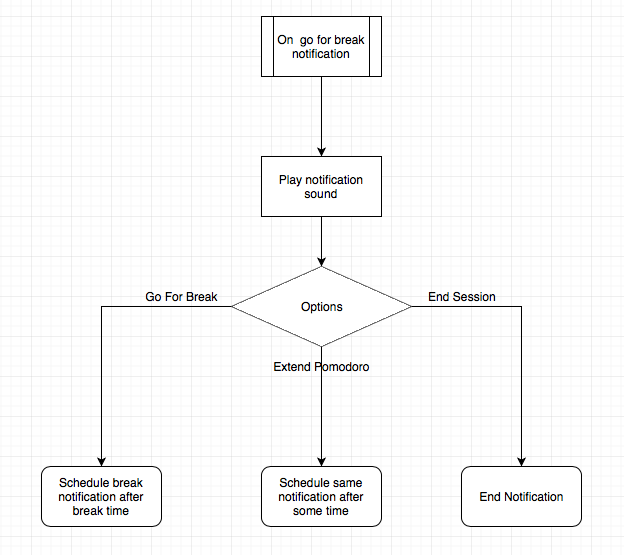 On  go for break
notification
Play notification
sound
Options
Go For Break
End Session
Extend Pomodoro
Schedule break
notification after
break time
Schedule same
notification after
some time
End Notification